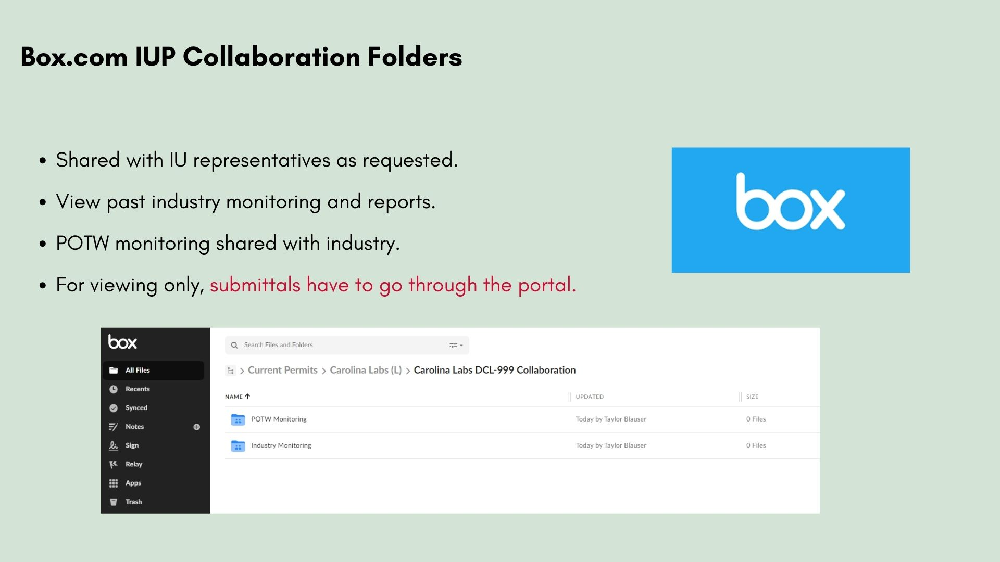 Box.com IUP Collaboration Folders
• Shared with IU representatives as requested.
• View past industry monitoring and reports.
• POTW monitoring shared with industry.
• For viewing only, submittals have to go through the portal.
box
box
All Files
Recents
Synced
Notes
Sign
Relay
Apps
Trash
Search Files and Folders
Current Permits > Carolina Labs (L) > Carolina Labs DCL-999 Collaboration
NAME UPDATED SIZE
POTW Monitoring Today by Taylor Blauser 0 Files
Industry Monitoring Today by Taylor Blauser 0 Files